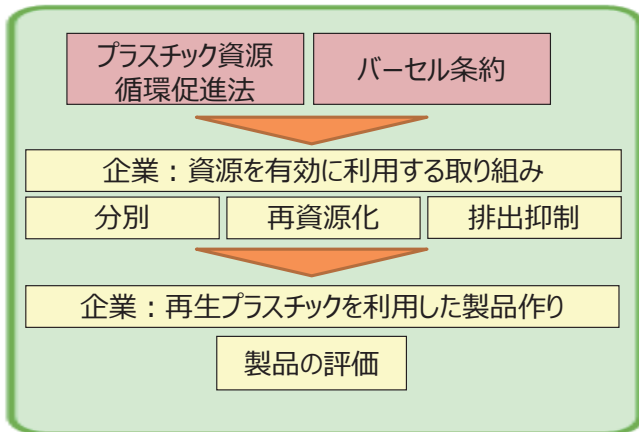 プラスチック資源
循環促進法
バーセル条約
企業：資源を有効に利用する取り組み
分別
再資源化
排出抑制
企業：再生プラスチックを利用した製品作り
製品の評価